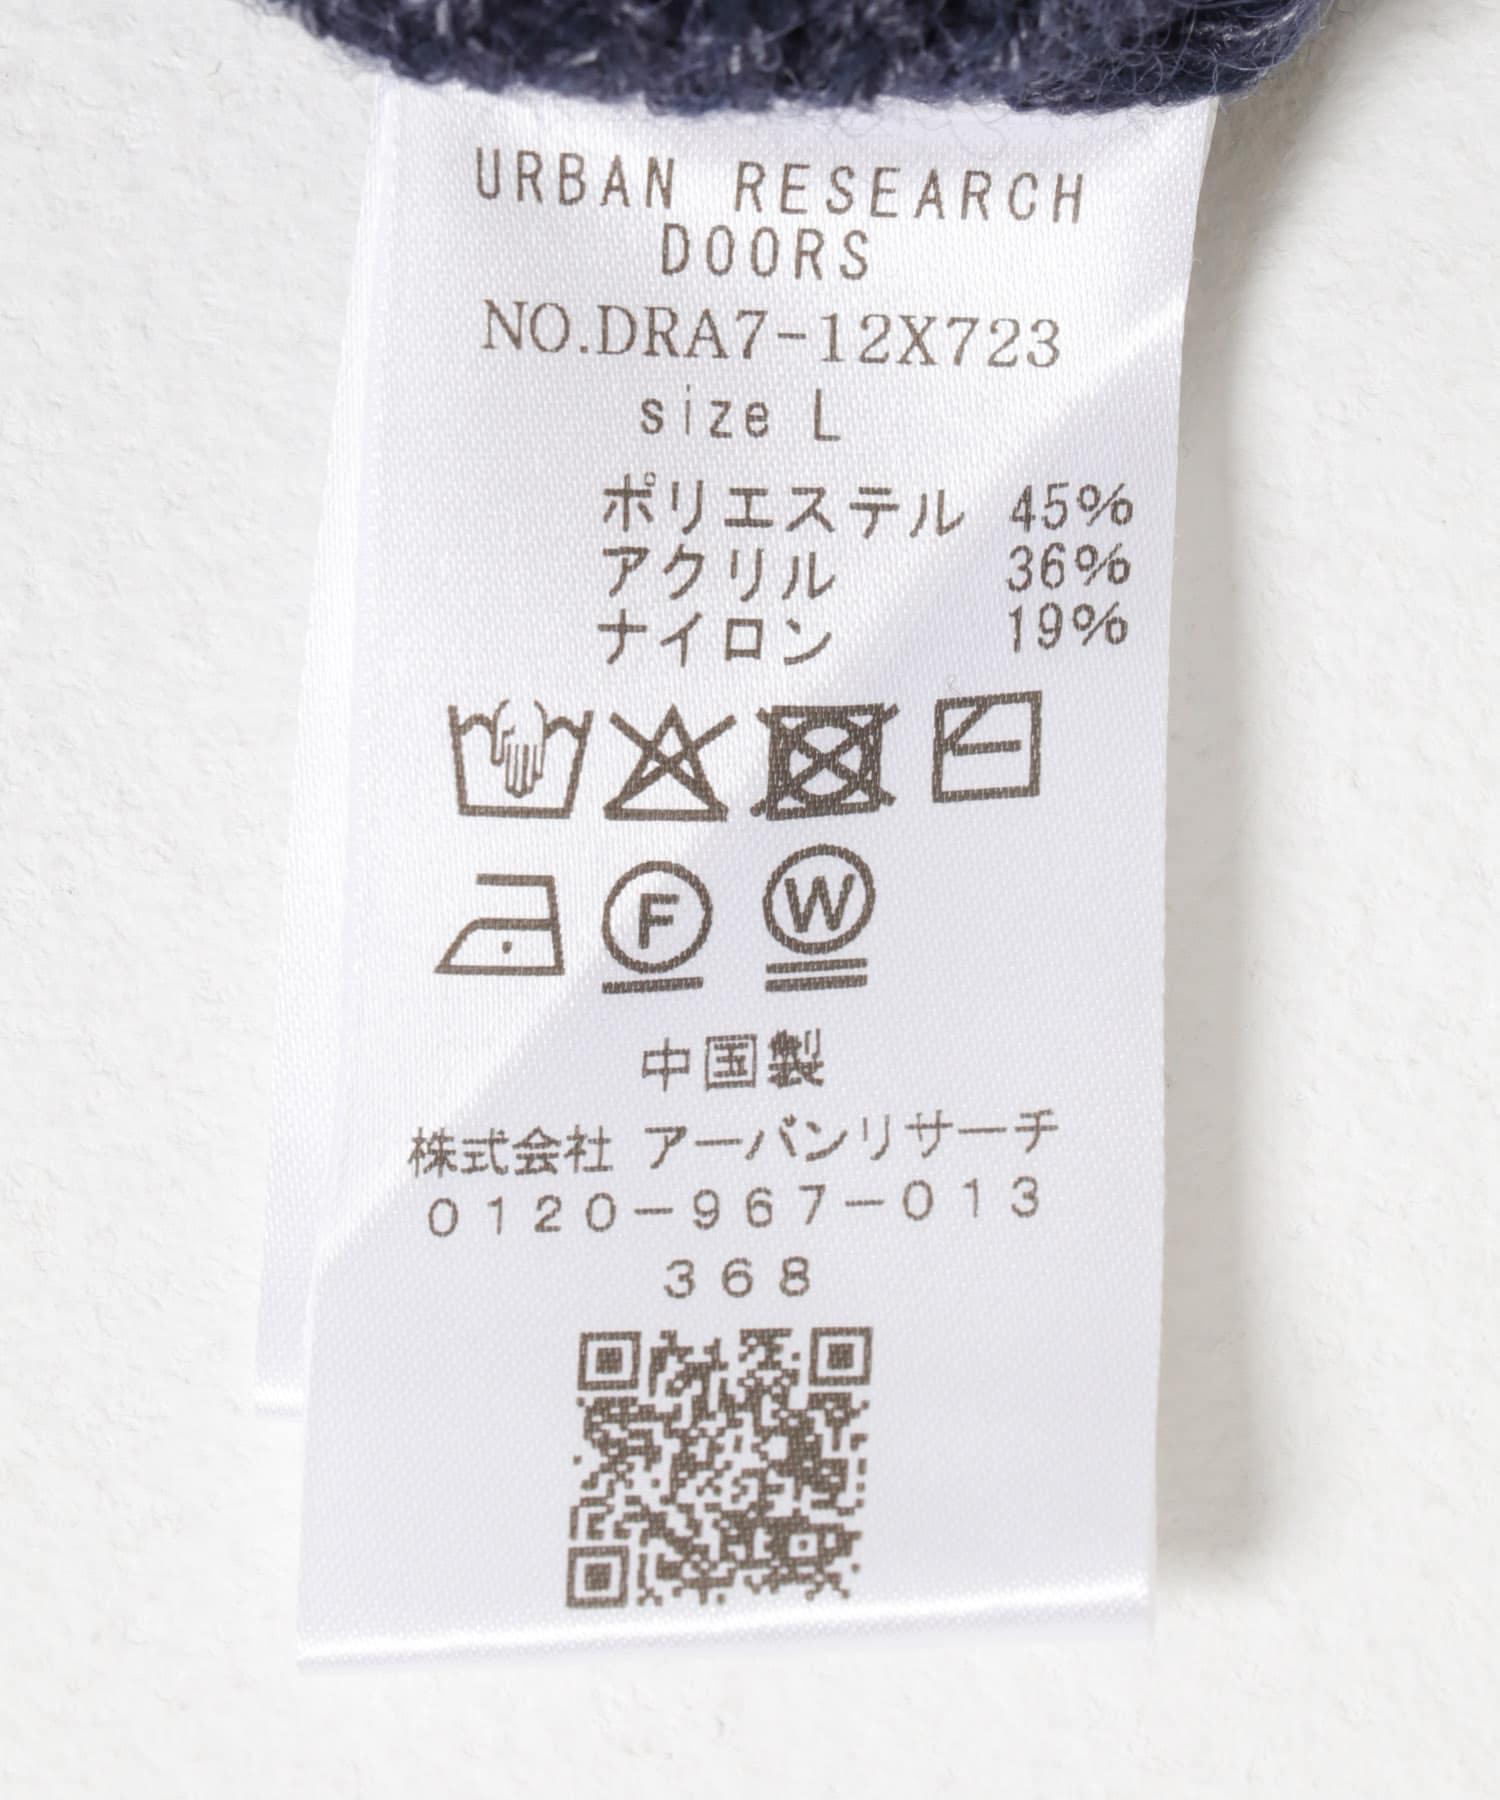 URBAN RESEARCH
DOORS
NO.DRA7-12X723
size L
ポリエステル 45%
アクリル 36%
ナイロン 19%
F W
中国製
株式会社 アーバンリサーチ
0120-967-013
368